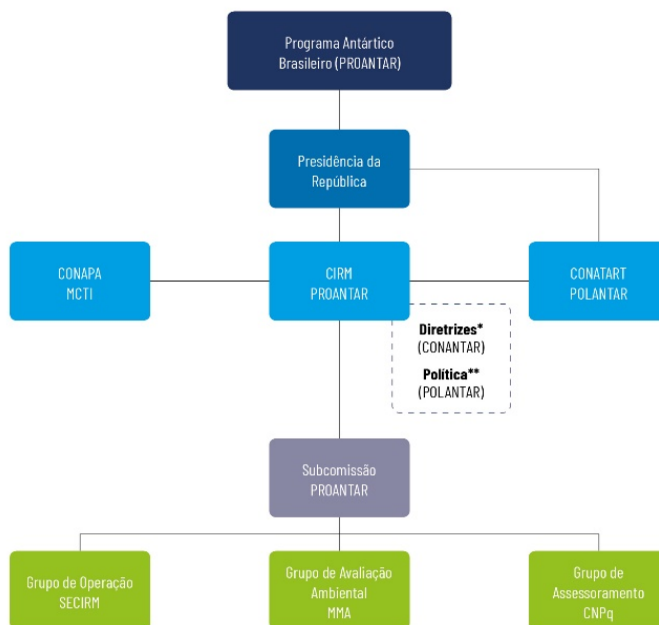 Programa Antártico
Brasileiro (PROANTAR)
Presidência da
República
CONAPA
MCTI
CIRM
PROANTAR
CONATART
POLANTAR
Diretrizes*
(CONANTAR)
Política**
(POLANTAR)
Subcomissão
PROANTAR
Grupo de Operação
SECIRM
Grupo de Avaliação
Ambiental
MMA
Grupo de
Assessoramento
CNPq